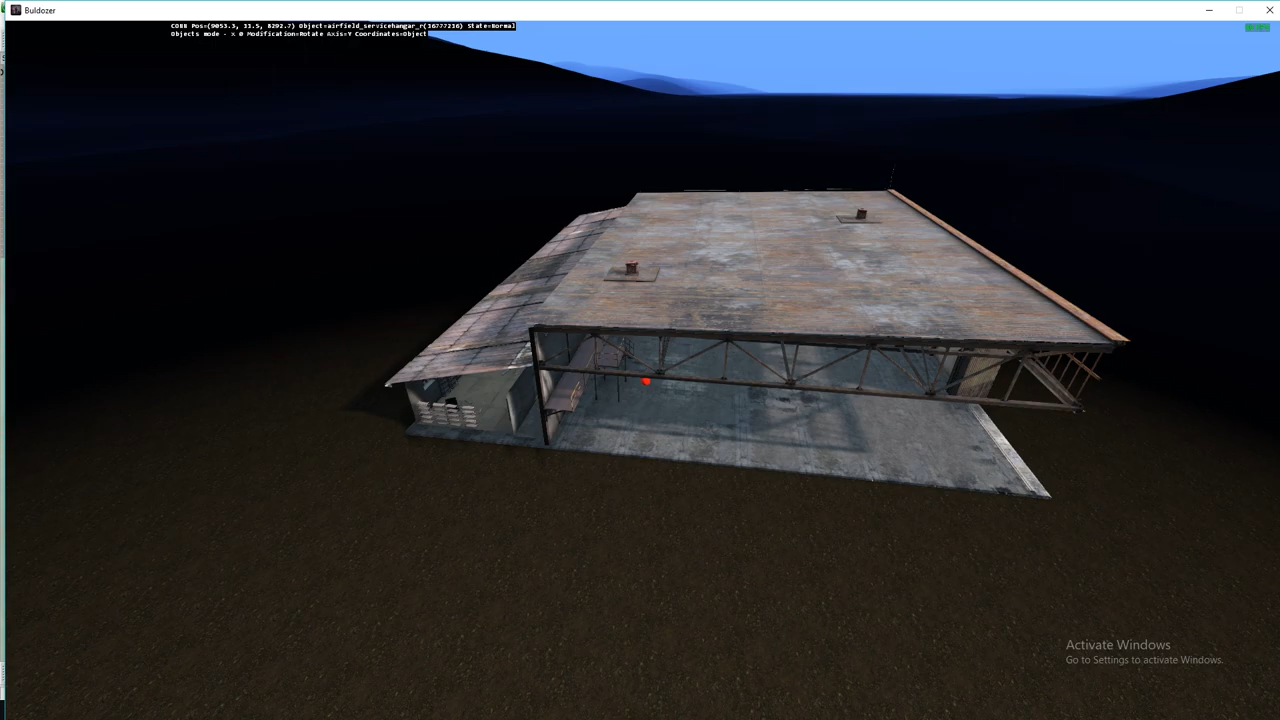 Buldozer
COBB Pos=(9053.3, 33.5, 8292.7) Object=airfield_servicehangar_r(16777216) State=Normal
Objects mode - x 0 Modification=Rotate Axis=Y Coordinates=Object
Activate Windows
Go to Settings to activate Windows.